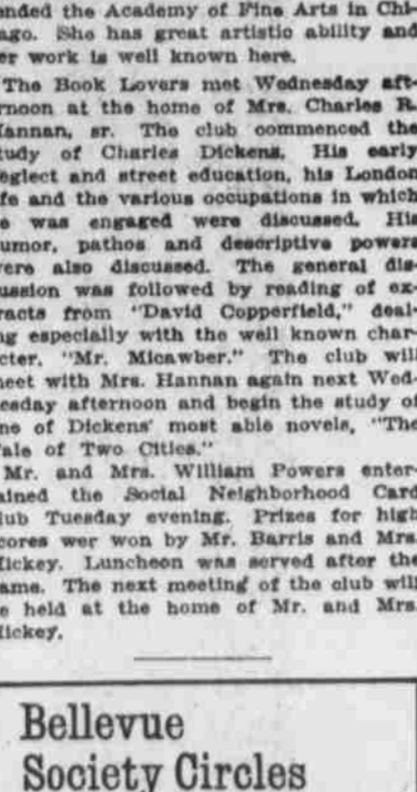 ended the Academy of Fine Arts in Chi-
ago. She has great artistic ability and
er work is well known here.
The Book Lovers met Wednesday aft-
rnoon at the home of Mrs. Charles R.
Hannan, sr. The club commenced the
tudy of Charles Dickens. His early
eglect and street education, his London
ife and the various occupations in which
e was engaged were discussed. His
umor, pathos and descriptive powers
were also discussed. The general dis-
ussion was followed by reading of ex-
racts from "David Copperfield," deal-
ng especially with the well known char-
cter, "Mr. Micawber." The club will
meet with Mrs. Hannan again next Wed-
esday afternoon and begin the study of
ne of Dickens' most able novels, "The
Tale of Two Cities."
Mr. and Mrs. William Powers enter-
ained the Social Neighborhood Card
lub Tuesday evening. Prizes for high
cores wer won by Mr. Barris and Mrs.
Hickey. Luncheon was served after the
ame. The next meeting of the club will
e held at the home of Mr. and Mrs.
Hickey.
Bellevue
Society Circles